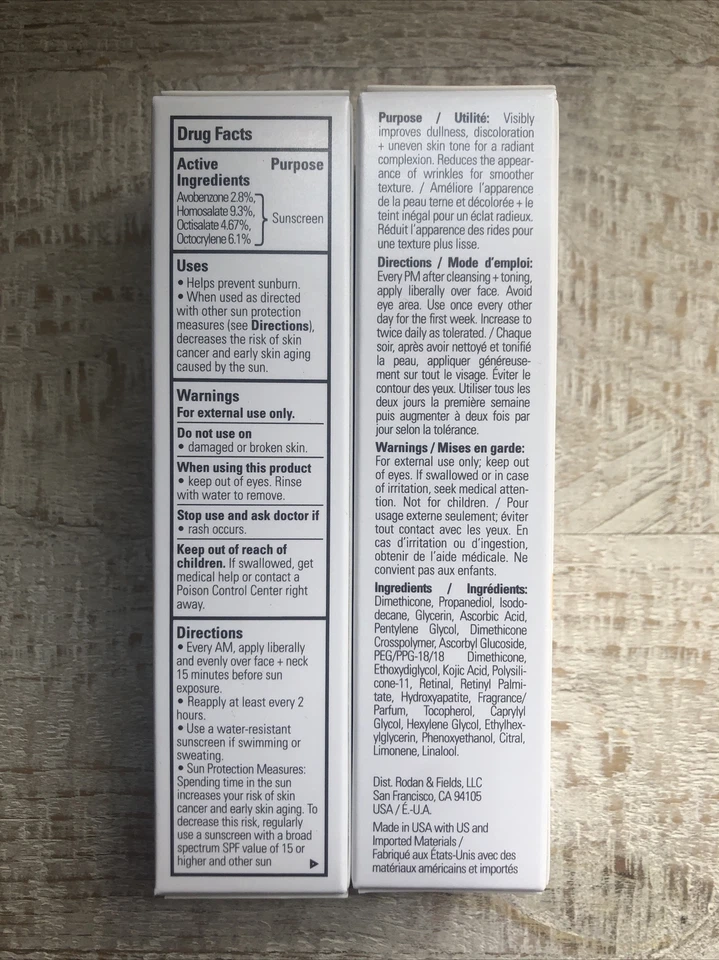 Drug Facts
Active Purpose
Ingredients
Avobenzone 2.8%,
Homosalate 9.3%,
Octisalate 4.67%,
Octocrylene 6.1%
Sunscreen
Uses
• Helps prevent sunburn.
• When used as directed
with other sun protection
measures (see Directions),
decreases the risk of skin
cancer and early skin aging
caused by the sun.
Warnings
For external use only.
Do not use on
• damaged or broken skin.
When using this product
• keep out of eyes. Rinse
with water to remove.
Stop use and ask doctor if
• rash occurs.
Keep out of reach of
children. If swallowed, get
medical help or contact a
Poison Control Center right
away.
Directions
• Every AM, apply liberally
and evenly over face + neck
15 minutes before sun
exposure.
• Reapply at least every 2
hours.
• Use a water-resistant
sunscreen if swimming or
sweating.
• Sun Protection Measures:
Spending time in the sun
increases your risk of skin
cancer and early skin aging. To
decrease this risk, regularly
use a sunscreen with a broad
spectrum SPF value of 15 or
higher and other sun
Purpose / Utilité: Visibly
improves dullness, discoloration
+ uneven skin tone for a radiant
complexion. Reduces the appear-
ance of wrinkles for smoother
texture. / Améliore l'apparence
de la peau terne et décolorée + le
teint inégal pour un éclat radieux.
Réduit l'apparence des rides pour
une texture plus lisse.
Directions / Mode d'emploi:
Every PM after cleansing + toning,
apply liberally over face. Avoid
eye area. Use once every other
day for the first week. Increase to
twice daily as tolerated. / Chaque
soir, après avoir nettoyé et tonifié
la peau, appliquer généreuse-
ment sur tout le visage. Éviter le
contour des yeux. Utiliser tous les
deux jours la première semaine
puis augmenter à deux fois par
jour selon la tolérance.
Warnings / Mises en garde:
For external use only; keep out
of eyes. If swallowed or in case
of irritation, seek medical atten-
tion. Not for children. / Pour
usage externe seulement; éviter
tout contact avec les yeux. En
cas d'irritation ou d'ingestion,
obtenir de l'aide médicale. Ne
convient pas aux enfants.
Ingredients / Ingrédients:
Dimethicone, Propanediol, Isodo-
decane, Glycerin, Ascorbic Acid,
Pentylene Glycol, Dimethicone
Crosspolymer, Ascorbyl Glucoside,
PEG/PPG-18/18 Dimethicone,
Ethoxydiglycol, Kojic Acid, Polysili-
cone-11, Retinal, Retinyl Palmi-
tate, Hydroxyapatite, Fragrance/
Parfum, Tocopherol, Caprylyl
Glycol, Hexylene Glycol, Ethylhex-
ylglycerin, Phenoxyethanol, Citral,
Limonene, Linalool.
Dist. Rodan & Fields, LLC
San Francisco, CA 94105
USA / É.-U.A.
Made in USA with US and
Imported Materials /
Fabriqué aux États-Unis avec des
matériaux américains et importés